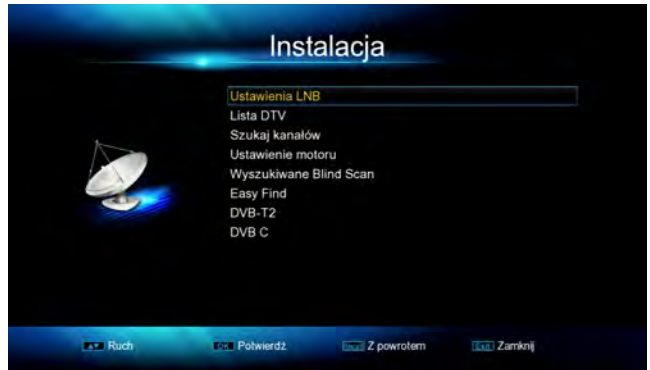 Instalacja
Ustawienia LNB
Lista DTV
Szukaj kanałów
Ustawienie motoru
Wyszukiwane Blind Scan
Easy Find
DVB-T2
DVB C
Ruch OK Potwierdź Z powrotem Exit Zamknij